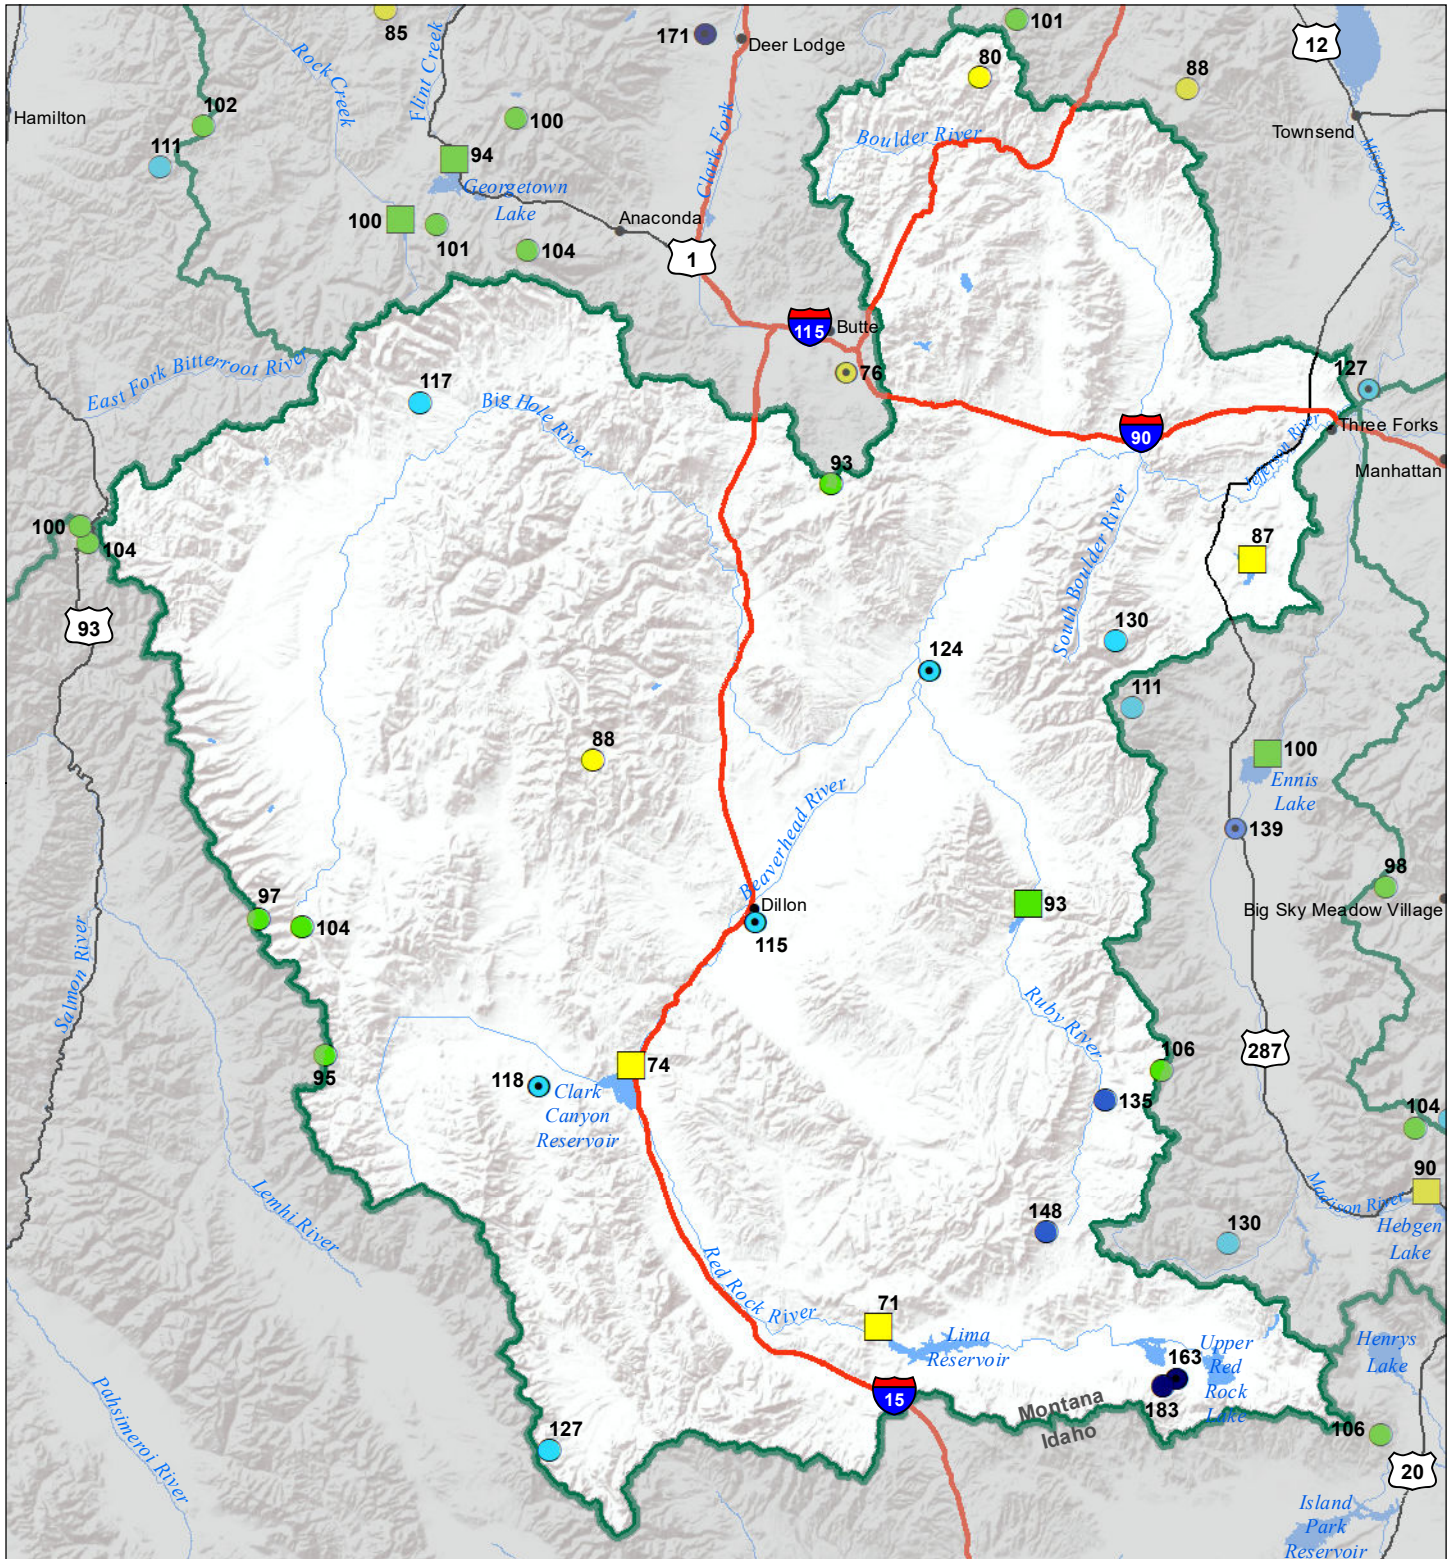 85
171
Deer Lodge
101
80
88
12
Hamilton
102
111
Rock Creek
Flint Creek
100
94
Georgetown
Lake
100
101
104
Anaconda
Clark Fork
1
Boulder River
Townsend
Missouri River
115
Butte
76
East Fork Bitterroot River
117
Big Hole River
127
Three Forks
90
Jefferson River
Manhattan
93
100
104
93
South Boulder River
87
130
124
111
88
100
Ennis
Lake
Beaverhead River
139
98
Big Sky Meadow Village
97
104
Dillon
115
93
Salmon River
Ruby River
95
118
Clark
Canyon
Reservoir
74
106
135
287
104
90
Madison River
Hebgen
Lake
Lemhi River
148
130
Red Rock River
71
Lima
Reservoir
163
183
Upper
Red
Rock
Lake
Henrys
Lake
Pahsimeroi River
127
15
Montana
Idaho
106
20
Island
Park
Reservoir